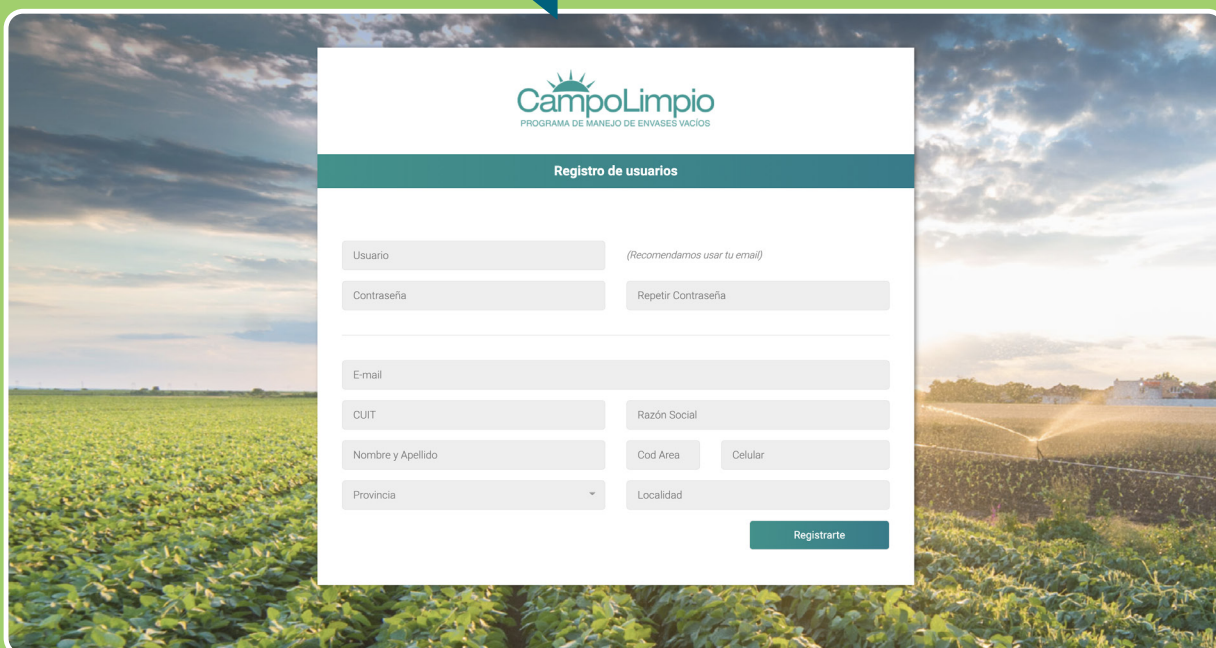 CampoLimpio
PROGRAMA DE MANEJO DE ENVASES VACÍOS
Registro de usuarios
Usuario
(Recomendamos usar tu email)
Contraseña
Repetir Contraseña
E-mail
CUIT
Razón Social
Nombre y Apellido
Cod Area
Celular
Provincia
Localidad
Registrarte